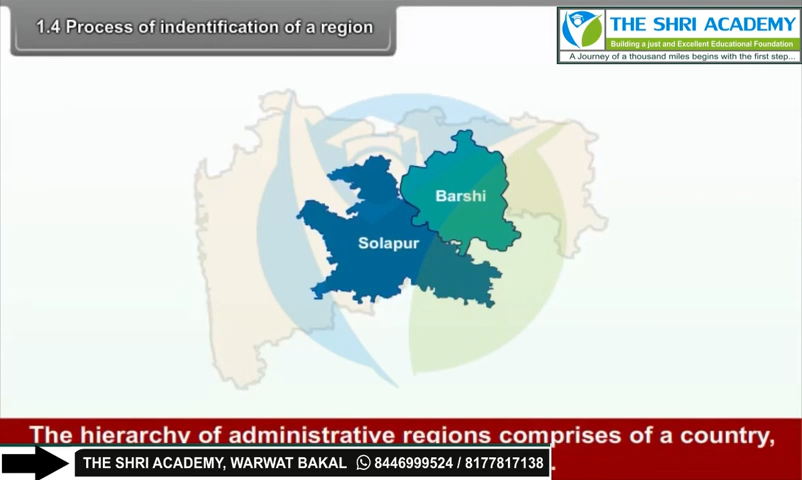 1.4 Process of indentification of a region
THE SHRI ACADEMY
Building a just and Excellent Educational Foundation
A Journey of a thousand miles begins with the first step...
Barshi
Solapur
The hierarchy of administrative regions comprises of a country,
THE SHRI ACADEMY, WARWAT BAKAL 8446999524 / 8177817138